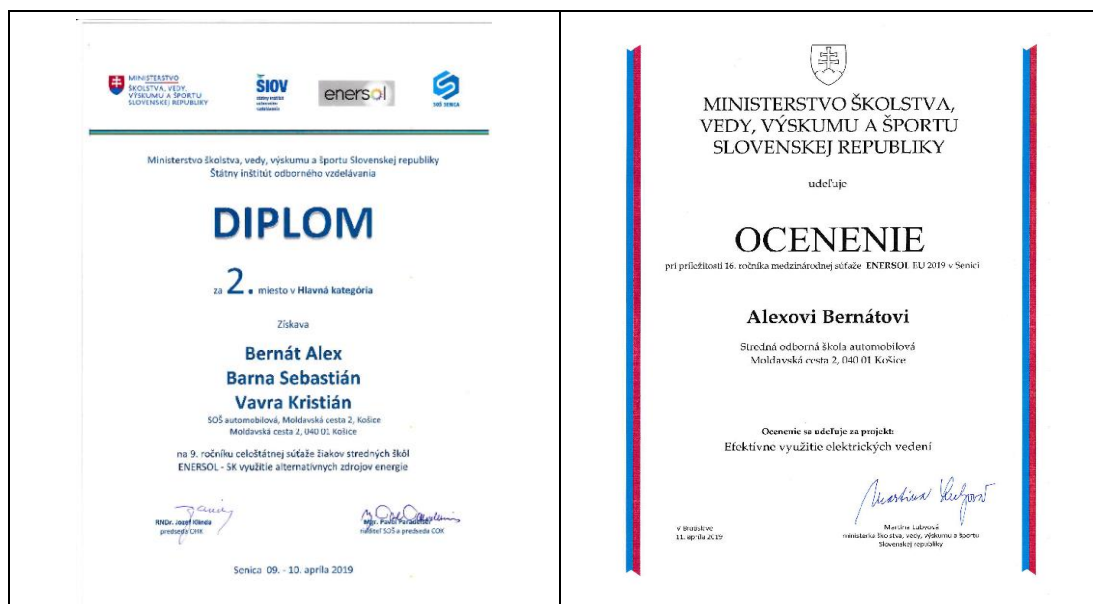 MINISTERSTVO
ŠKOLSTVA, VEDY,
VÝSKUMU A ŠPORTU
SLOVENSKEJ REPUBLIKY
ŠIOV
štátny inštitút
odborného
vzdelávania
enersol
SOŠ SENICA
Ministerstvo školstva, vedy, výskumu a športu Slovenskej republiky
Štátny inštitút odborného vzdelávania
DIPLOM
za 2. miesto v Hlavná kategória
Získava
Bernát Alex
Barna Sebastián
Vavra Kristián
SOŠ automobilová, Moldavská cesta 2, Košice
Moldavská cesta 2, 040 01 Košice
na 9. ročníku celoštátnej súťaže žiakov stredných škôl
ENERSOL - SK využitie alternatívnych zdrojov energie
RNDr. Jozef Klinda
predseda OHK
Mgr. Pavol
riaditeľ SOŠ a predseda COK
Senica 09. - 10. apríla 2019
MINISTERSTVO ŠKOLSTVA,
VEDY, VÝSKUMU A ŠPORTU
SLOVENSKEJ REPUBLIKY
udeľuje
OCENENIE
pri príležitosti 16. ročníka medzinárodnej súťaže ENERSOL EU 2019 v Senici
Alexovi Bernátovi
Stredná odborná škola automobilová
Moldavská cesta 2, 040 01 Košice
Ocenenie sa udeľuje za projekt:
Efektívne využitie elektrických vedení
V Bratislave
11. apríla 2019
Martina Lubyová
ministerka školstva, vedy, výskumu a športu
Slovenskej republiky